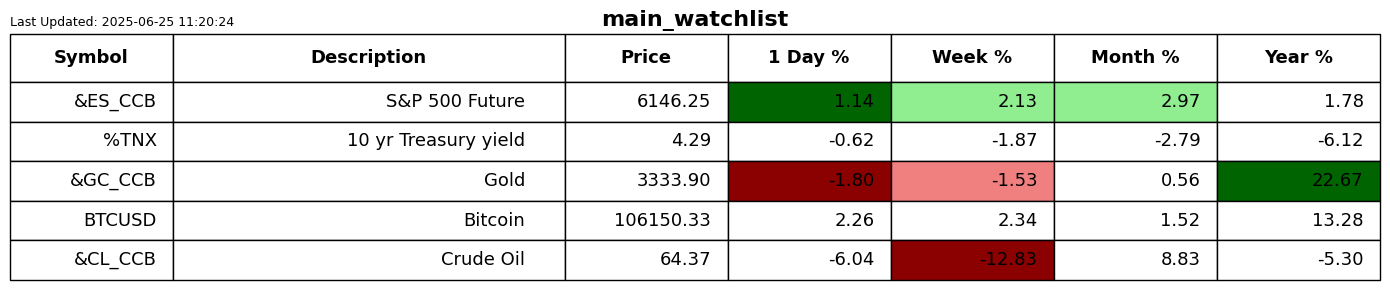 Last Updated: 2025-06-25 11:20:24
main_watchlist
Symbol Description Price 1 Day % Week % Month % Year %
&ES_CCB S&P 500 Future 6146.25 1.14 2.13 2.97 1.78
%TNX 10 yr Treasury yield 4.29 -0.62 -1.87 -2.79 -6.12
&GC_CCB Gold 3333.90 -1.80 -1.53 0.56 22.67
BTCUSD Bitcoin 106150.33 2.26 2.34 1.52 13.28
&CL_CCB Crude Oil 64.37 -6.04 -12.83 8.83 -5.30